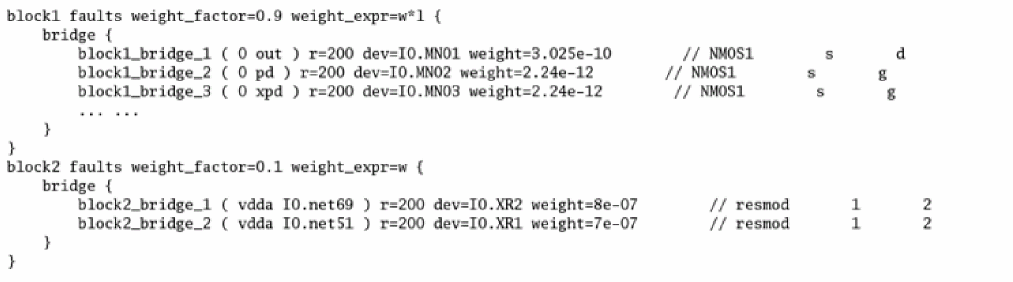 block1 faults weight_factor=0.9 weight_expr=w*l {
bridge {
block1_bridge_1 ( 0 out ) r=200 dev=I0.MN01 weight=3.025e-10 // NMOS1 s d
block1_bridge_2 ( 0 pd ) r=200 dev=I0.MN02 weight=2.24e-12 // NMOS1 s g
block1_bridge_3 ( 0 xpd ) r=200 dev=I0.MN03 weight=2.24e-12 // NMOS1 s g
... ...
}
}
block2 faults weight_factor=0.1 weight_expr=w {
bridge {
block2_bridge_1 ( vdda I0.net69 ) r=200 dev=I0.XR2 weight=8e-07 // resmod 1 2
block2_bridge_2 ( vdda I0.net51 ) r=200 dev=I0.XR1 weight=7e-07 // resmod 1 2
}
}